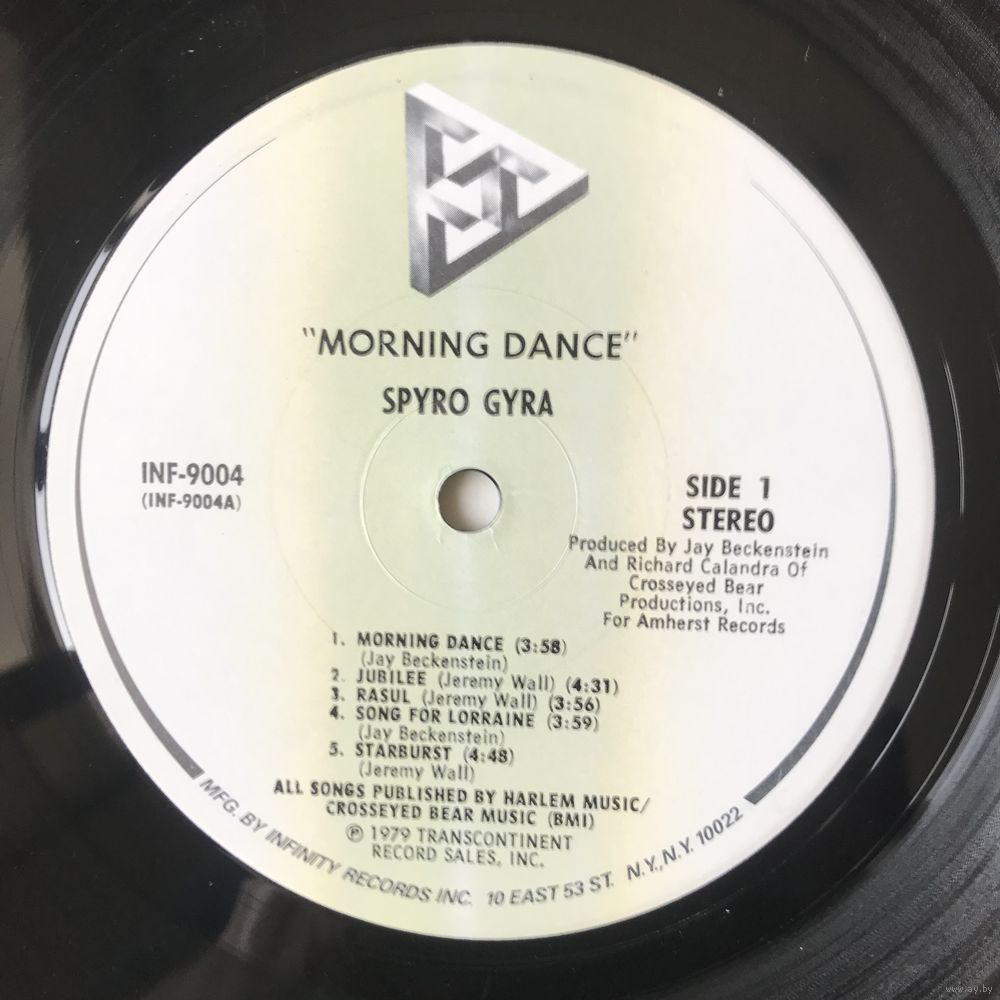 "MORNING DANCE"
SPYRO GYRA
INF-9004
(INF-9004A)
SIDE 1
STEREO
Produced By Jay Beckenstein
And Richard Calandra Of
Crosseyed Bear
Productions, Inc.
For Amherst Records
1. MORNING DANCE (3:58)
(Jay Beckenstein)
2. JUBILEE (Jeremy Wall) (4:31)
3. RASUL (Jeremy Wall) (3:56)
4. SONG FOR LORRAINE (3:59)
(Jay Beckenstein)
5. STARBURST (4:48)
(Jeremy Wall)
ALL SONGS PUBLISHED BY HARLEM MUSIC/
CROSSEYED BEAR MUSIC (BMI)
℗ 1979 TRANSCONTINENT
RECORD SALES, INC.
MFG. BY INFINITY RECORDS INC. 10 EAST 53 ST. N.Y., N.Y. 10022
www.ay.by